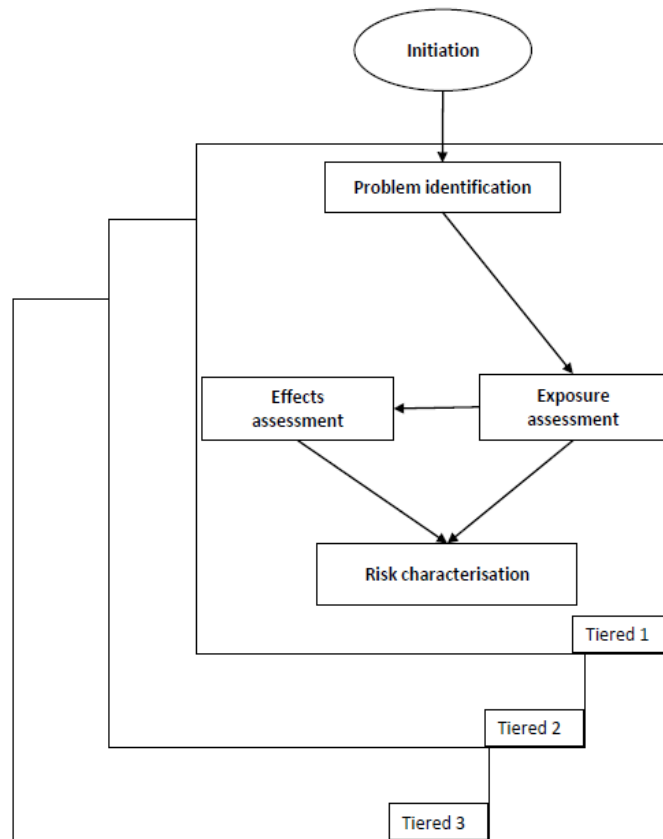 Initiation
Problem identification
Effects
assessment
Exposure
assessment
Risk characterisation
Tiered 1
Tiered 2
Tiered 3